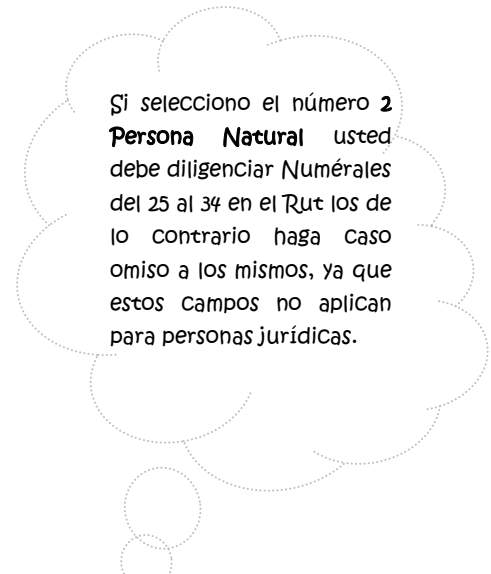 Si selecciono el número 2
Persona Natural usted
debe diligenciar Numérales
del 25 al 34 en el Rut los de
lo contrario haga caso
omiso a los mismos, ya que
estos campos no aplican
para personas jurídicas.